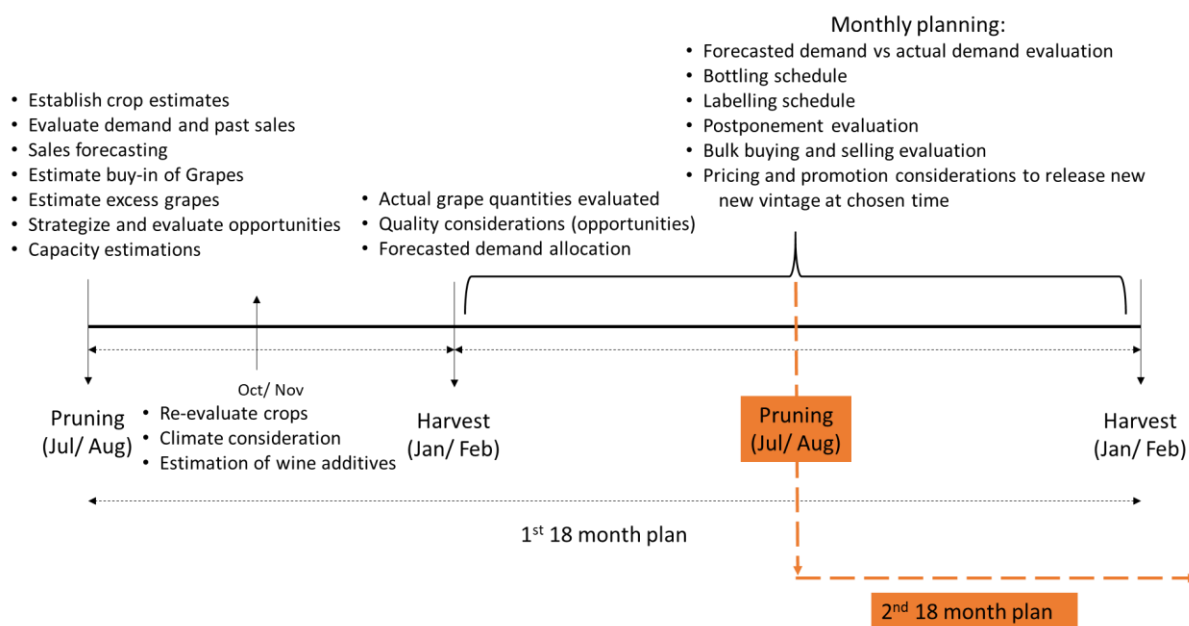 Monthly planning:
• Forecasted demand vs actual demand evaluation
• Bottling schedule
• Labelling schedule
• Postponement evaluation
• Bulk buying and selling evaluation
• Pricing and promotion considerations to release new
new vintage at chosen time
• Establish crop estimates
• Evaluate demand and past sales
• Sales forecasting
• Estimate buy-in of Grapes
• Estimate excess grapes
• Strategize and evaluate opportunities
• Capacity estimations
• Actual grape quantities evaluated
• Quality considerations (opportunities)
• Forecasted demand allocation
Oct/ Nov
• Re-evaluate crops
• Climate consideration
• Estimation of wine additives
Pruning
(Jul/ Aug)
Harvest
(Jan/ Feb)
Pruning
(Jul/ Aug)
Harvest
(Jan/ Feb)
1st 18 month plan
2nd 18 month plan